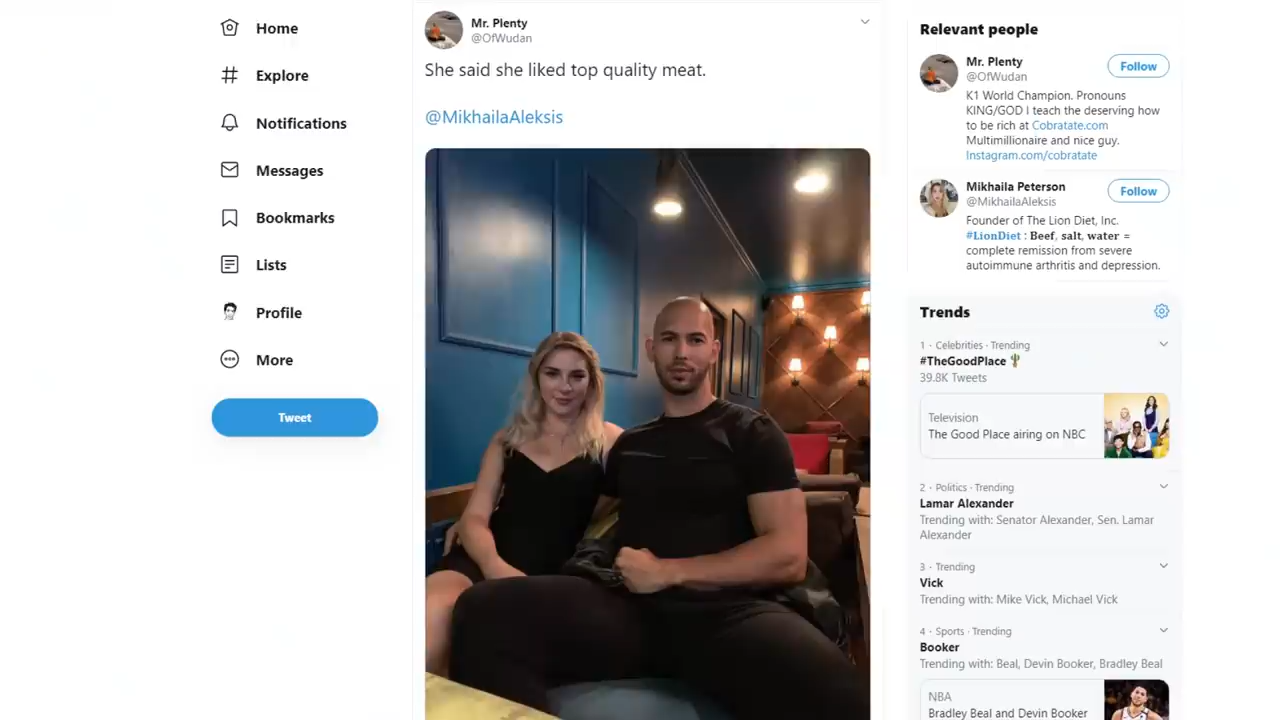 Home
Explore
Notifications
Messages
Bookmarks
Lists
Profile
More
Tweet
Mr. Plenty
@OfWudan
She said she liked top quality meat.
@MikhailaAleksis
Relevant people
Mr. Plenty
@OfWudan
Follow
K1 World Champion. Pronouns
KING/GOD I teach the deserving how
to be rich at Cobratate.com
Multimillionaire and nice guy.
Instagram.com/cobratate
Mikhaila Peterson
@MikhailaAleksis
Follow
Founder of The Lion Diet, Inc.
#LionDiet : Beef, salt, water =
complete remission from severe
autoimmune arthritis and depression.
Trends
1 · Celebrities · Trending
#TheGoodPlace
39.8K Tweets
Television
The Good Place airing on NBC
2 · Politics · Trending
Lamar Alexander
Trending with: Senator Alexander, Sen. Lamar
Alexander
3 · Trending
Vick
Trending with: Mike Vick, Michael Vick
4 · Sports · Trending
Booker
Trending with: Beal, Devin Booker, Bradley Beal
NBA
Bradley Beal and Devin Booker